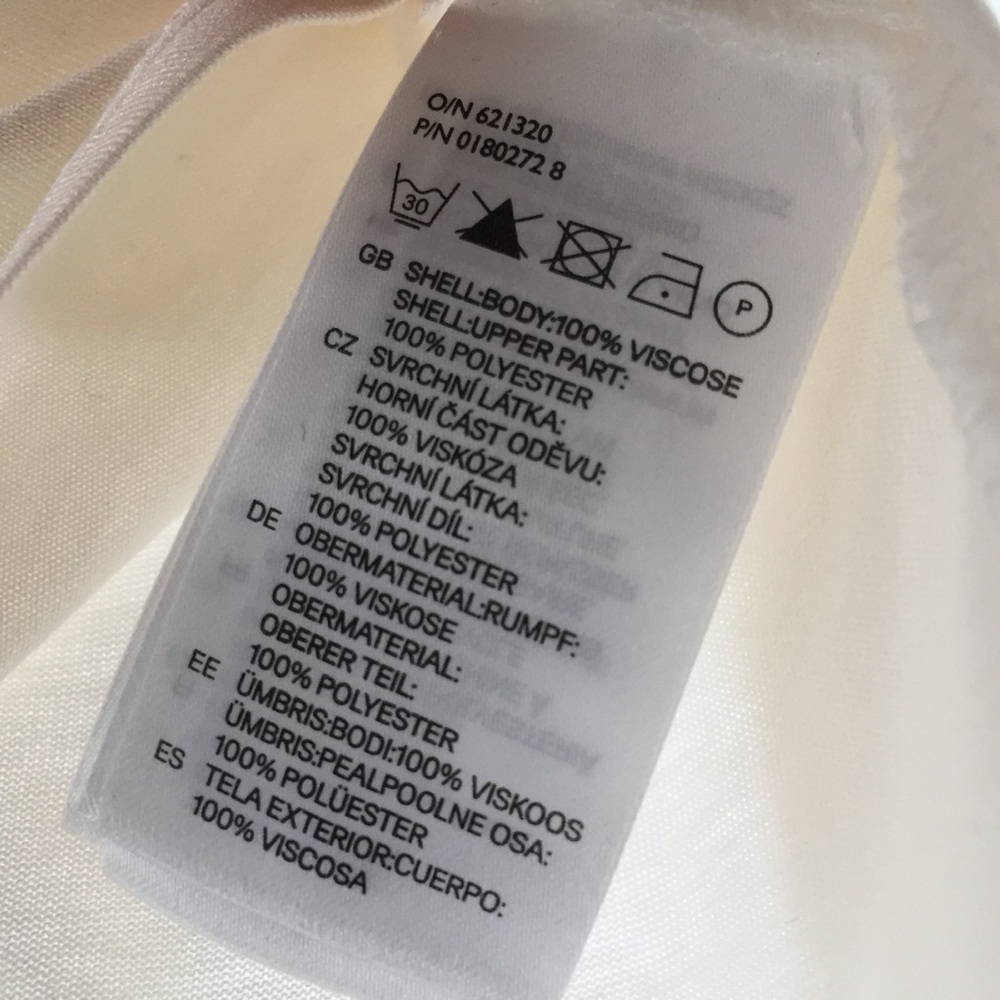 O/N 621320
P/N 0180272 8
30
P
GB SHELL:BODY:100% VISCOSE
SHELL:UPPER PART:
100% POLYESTER
CZ SVRCHNÍ LÁTKA:
HORNÍ ČÁST ODĚVU:
100% VISKÓZA
SVRCHNÍ LÁTKA:
SVRCHNÍ DÍL:
100% POLYESTER
DE OBERMATERIAL:RUMPF:
100% VISKOSE
OBERMATERIAL:
OBERER TEIL:
100% POLYESTER
EE ÜMBRIS:BODI:100% VISKOOS
ÜMBRIS:PEALPOOLNE OSA:
100% POLÜESTER
ES TELA EXTERIOR:CUERPO:
100% VISCOSA